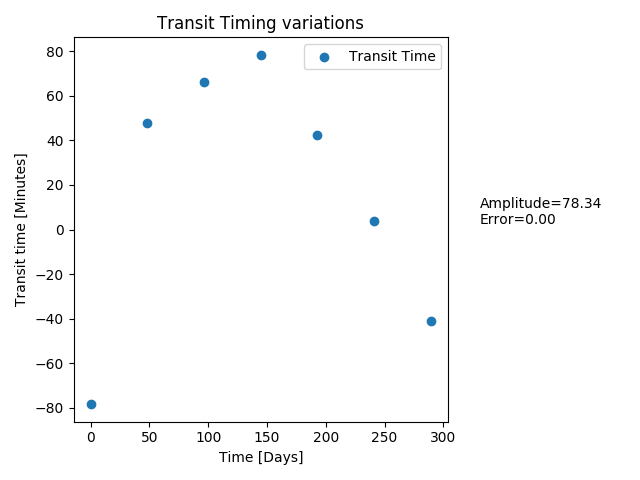 Transit Timing variations
Transit Time
Transit time [Minutes]
80
60
40
20
0
−20
−40
−60
−80
0 50 100 150 200 250 300
Time [Days]
Amplitude=78.34
Error=0.00